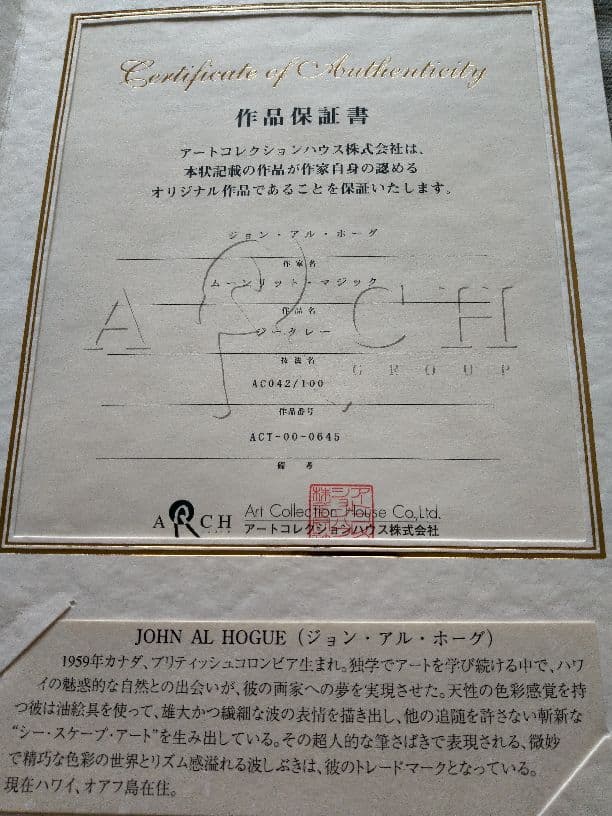 Certificate of Authenticity
作品保証書
アートコレクションハウス株式会社は、
本状記載の作品が作家自身の認める
オリジナル作品であることを保証いたします。
ジョン・アル・ホーグ
作家名
ムーンリット・マジック
作品名
ジークレー
技法名
AC042/100
作品番号
ACT-00-0645
備 考
ARCH
GROUP
ARCH
Art Collection House Co.,Ltd.
アートコレクションハウス株式会社
JOHN AL HOGUE（ジョン・アル・ホーグ）
1959年カナダ、ブリティッシュコロンビア生まれ。独学でアートを学び続ける中で、ハワ
イの魅惑的な自然との出会いが、彼の画家への夢を実現させた。天性の色彩感覚を持
つ彼は油絵具を使って、雄大かつ繊細な波の表情を描き出し、他の追随を許さない斬新な
“シー・スケープ・アート”を生み出している。その超人的な筆さばきで表現される、微妙
で精巧な色彩の世界とリズム感溢れる波しぶきは、彼のトレードマークとなっている。
現在ハワイ、オアフ島在住。